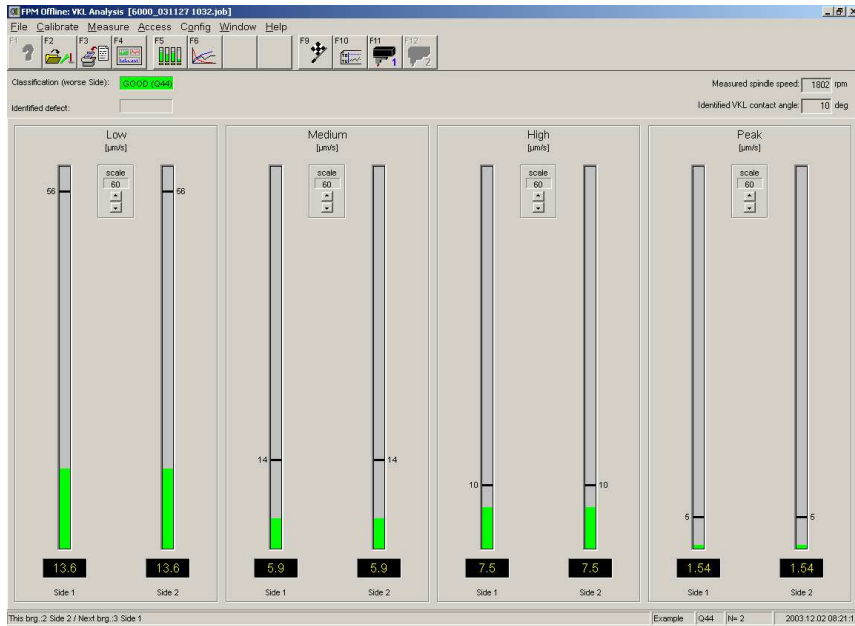 FPM Offline: VKL Analysis [6000_031127 1032.job]
File Calibrate Measure Access Config Window Help
F1 F2 F3 F4 F5 F6 F9 F10 F11 F12
1 2
Classification (worse Side): GOOD (Q44) Measured spindle speed: 1802 rpm
Identified defect: Identified VKL contact angle: 10 deg
Low Medium High Peak
[µm/s] [µm/s] [µm/s] [µm/s]
scale scale scale scale
60 60 60 60
56 56
14 14
10 10
5 5
13.6 13.6 5.9 5.9 7.5 7.5 1.54 1.54
Side 1 Side 2 Side 1 Side 2 Side 1 Side 2 Side 1 Side 2
This brg.:2 Side 2 / Next brg.:3 Side 1 Example Q44 N= 2 2003.12.02 08:21:1